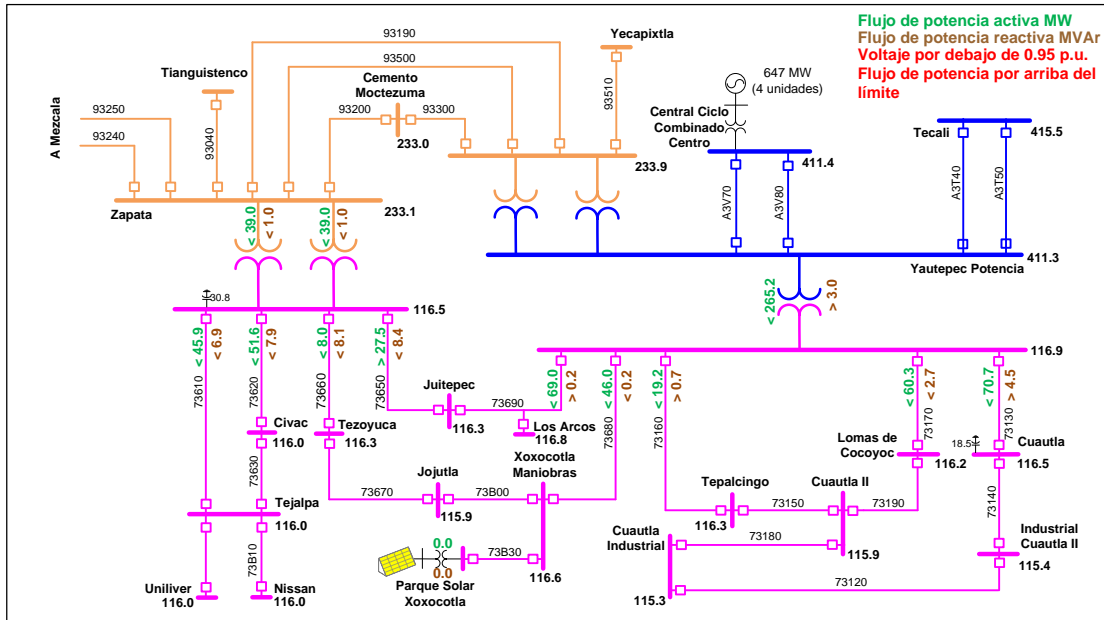 Flujo de potencia activa MW
Flujo de potencia reactiva MVAr
Voltaje por debajo de 0.95 p.u.
Flujo de potencia por arriba del
límite
93190
93500
Tianguistenco
Cemento
Moctezuma
93200
93300
233.0
Yecapixtla
93510
647 MW
(4 unidades)
Central Ciclo
Combinado
Centro
411.4
Tecali
415.5
A Mezcala
93250
93240
93040
233.9
A3V70
A3V80
A3T40
A3T50
Zapata
233.1
411.3
Yautepec Potencia
< 39.0
< 1.0
< 39.0
< 1.0
< 265.2
> 3.0
30.8
116.5
116.9
< 45.9
< 6.9
< 51.6
< 7.9
< 8.0
< 8.1
> 27.5
< 8.4
< 69.0
> 0.2
< 46.0
< 0.2
< 19.2
> 0.7
< 60.3
< 2.7
< 70.7
> 4.5
73610
73620
73660
73650
73680
73160
73170
73130
Juitepec
116.3
73690
Los Arcos
116.8
Civac
116.0
Tezoyuca
116.3
Lomas de
Cocoyoc
116.2
18.5
Cuautla
116.5
73630
Xoxocotla
Maniobras
Jojutla
73670
115.9
73B00
Tepalcingo
116.3
73150
Cuautla II
73190
115.9
73140
Tejalpa
116.0
Cuautla
Industrial
73180
Industrial
Cuautla II
115.4
73B10
0.0
0.0
73B30
116.6
Parque Solar
Xoxocotla
73120
115.3
Uniliver
116.0
Nissan
116.0